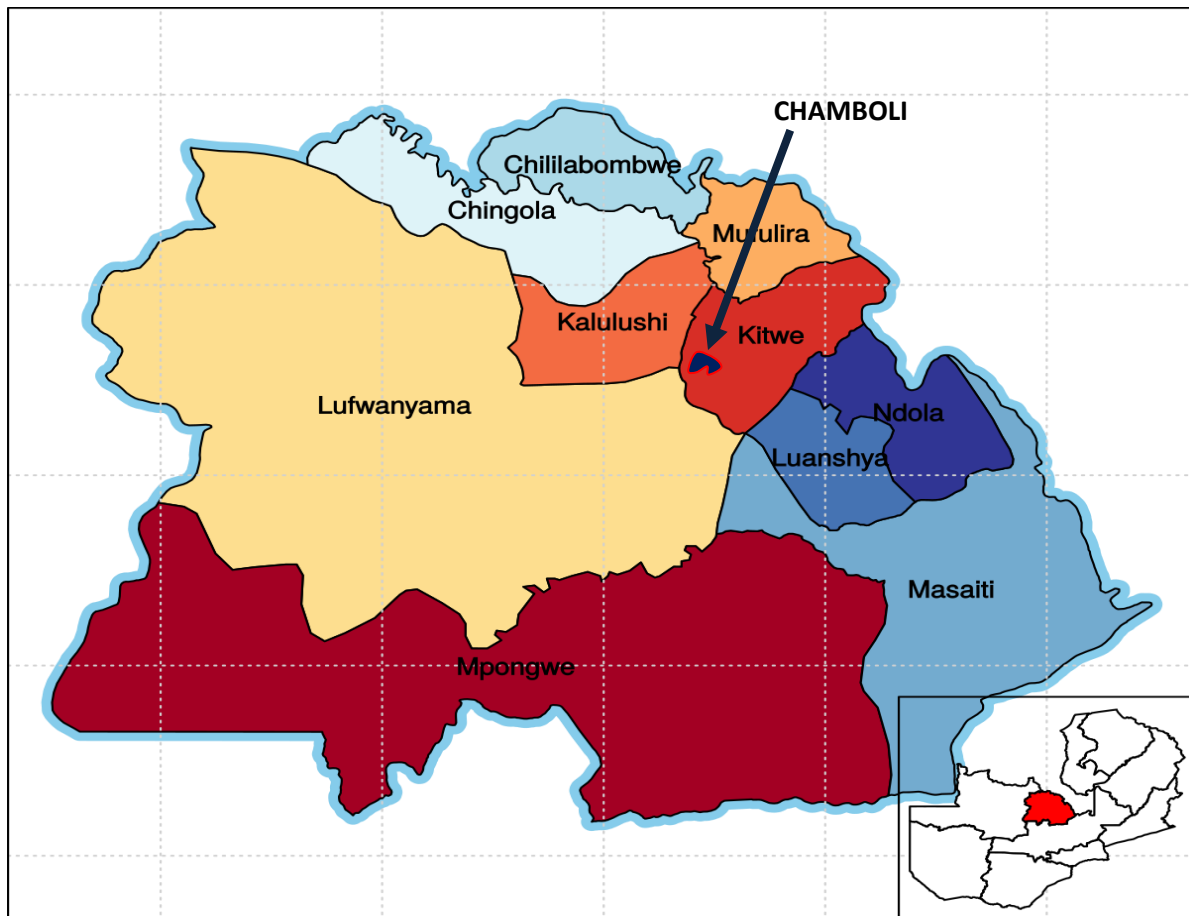 CHAMBOLI
Chililabombwe
Chingola
Mufulira
Kalulushi
Kitwe
Lufwanyama
Ndola
Luanshya
Masaiti
Mpongwe